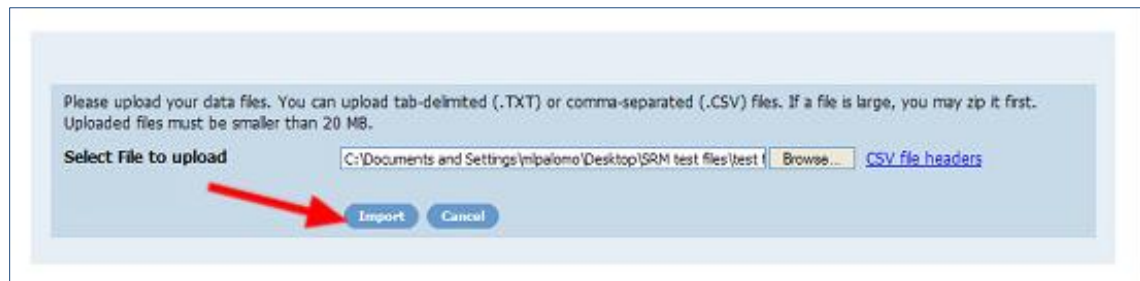 Please upload your data files. You can upload tab-delimited (.TXT) or comma-separated (.CSV) files. If a file is large, you may zip it first.
Uploaded files must be smaller than 20 MB.
Select File to upload C:\Documents and Settings\mlpalomo\Desktop\SRM test files\test f Browse... CSV file headers
Import Cancel